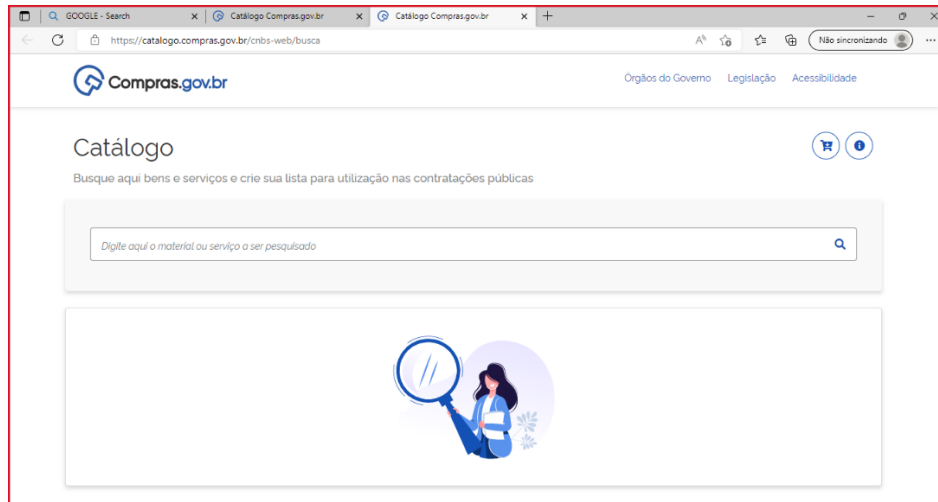 GOOGLE - Search
Catálogo Compras.gov.br
Catálogo Compras.gov.br
https://catalogo.compras.gov.br/cnbs-web/busca
Não sincronizando
Compras.gov.br
Órgãos do Governo Legislação Acessibilidade
Catálogo
Busque aqui bens e serviços e crie sua lista para utilização nas contratações públicas
Digite aqui o material ou serviço a ser pesquisado